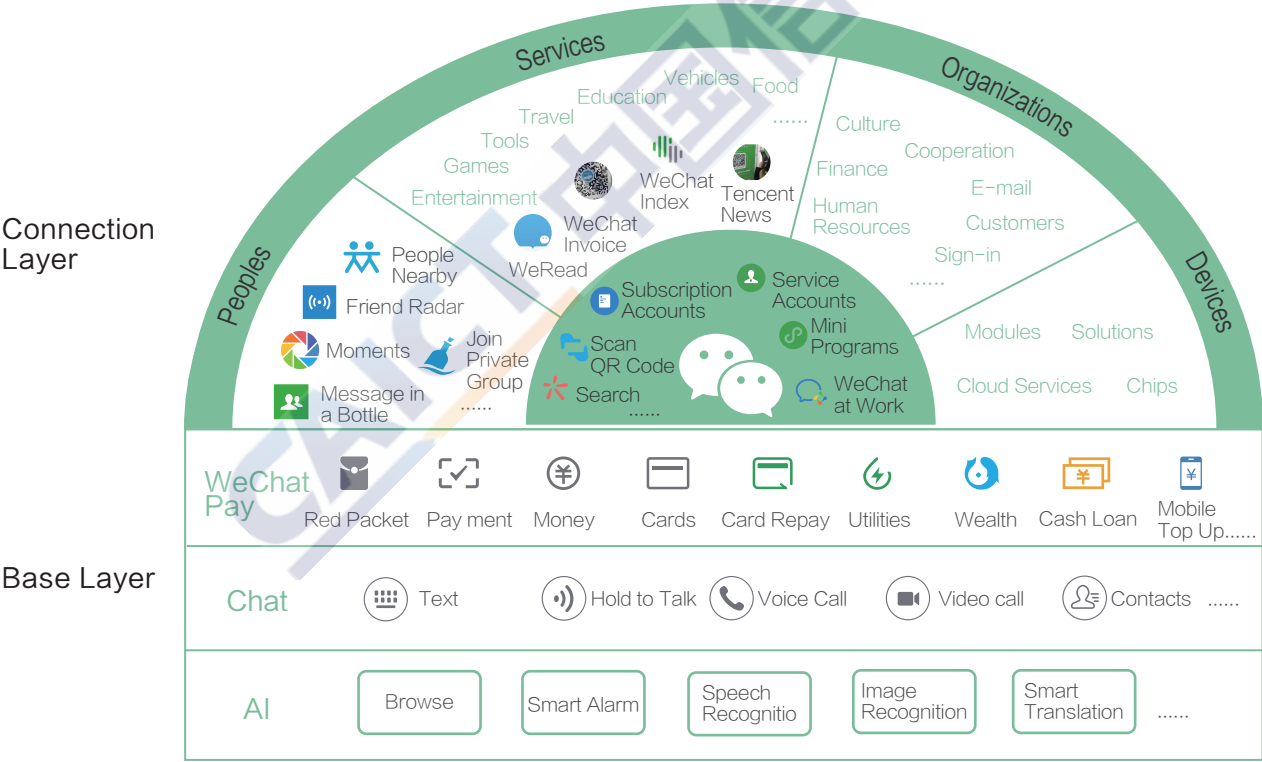 Services
Organizations
Peoples
Devices
Connection
Layer
Vehicles
Food
Education
Travel
......
Tools
Games
Entertainment
WeChat
Index
Tencent
News
WeChat
Invoice
WeRead
Culture
Cooperation
Finance
E-mail
Human
Resources
Customers
Sign-in
......
People
Nearby
Friend Radar
Moments
Join
Private
Group
Message in
a Bottle
......
Subscription
Accounts
Service
Accounts
Scan
QR Code
Mini
Programs
Search
......
WeChat
at Work
Modules
Solutions
Cloud Services
Chips
Base Layer
WeChat
Pay
Red Packet
Pay ment
Money
Cards
Card Repay
Utilities
Wealth
Cash Loan
Mobile
Top Up......
Chat
Text
Hold to Talk
Voice Call
Video call
Contacts
......
AI
Browse
Smart Alarm
Speech
Recognitio
Image
Recognition
Smart
Translation
......
CAICT 中国信